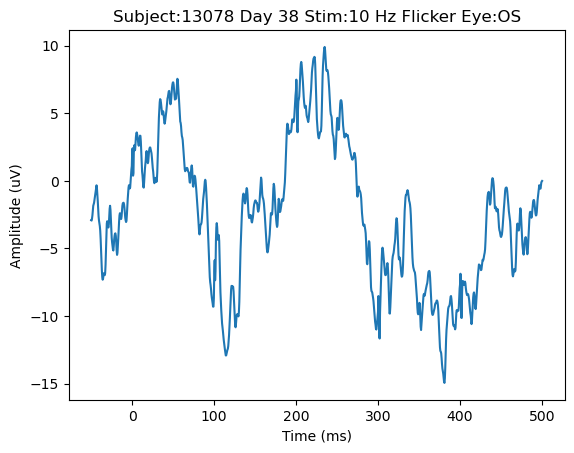 Subject:13078 Day 38 Stim:10 Hz Flicker Eye:OS
10
5
0
−5
−10
−15
Amplitude (uV)
0 100 200 300 400 500
Time (ms)